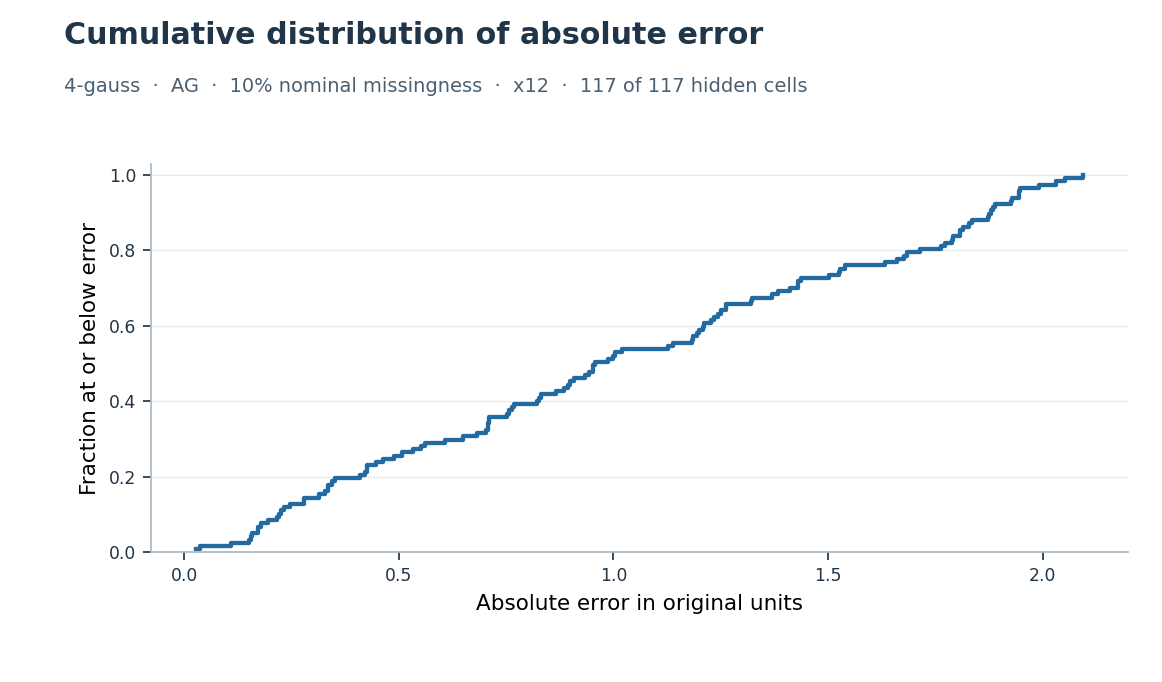 Cumulative distribution of absolute error
4-gauss · AG · 10% nominal missingness · x12 · 117 of 117 hidden cells
Fraction at or below error
1.0
0.8
0.6
0.4
0.2
0.0
0.0 0.5 1.0 1.5 2.0
Absolute error in original units